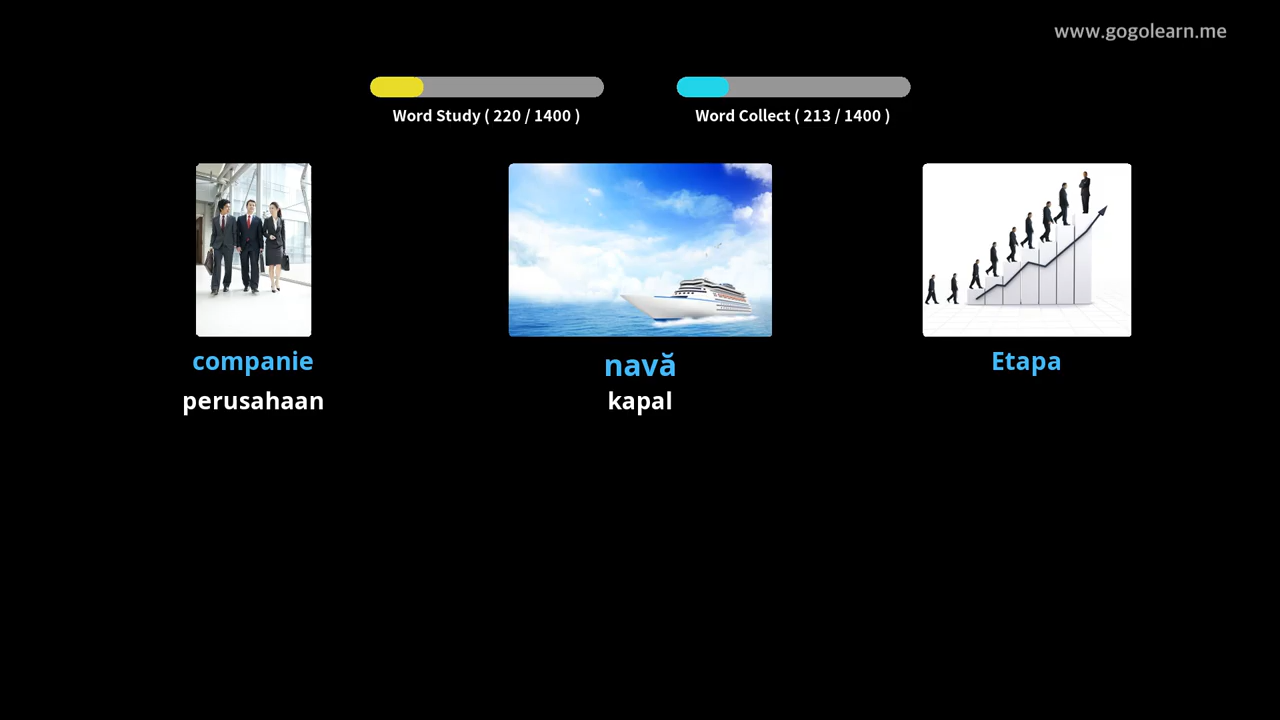 www.gogolearn.me
Word Study ( 220 / 1400 )
Word Collect ( 213 / 1400 )
companie
perusahaan
navă
kapal
Etapa